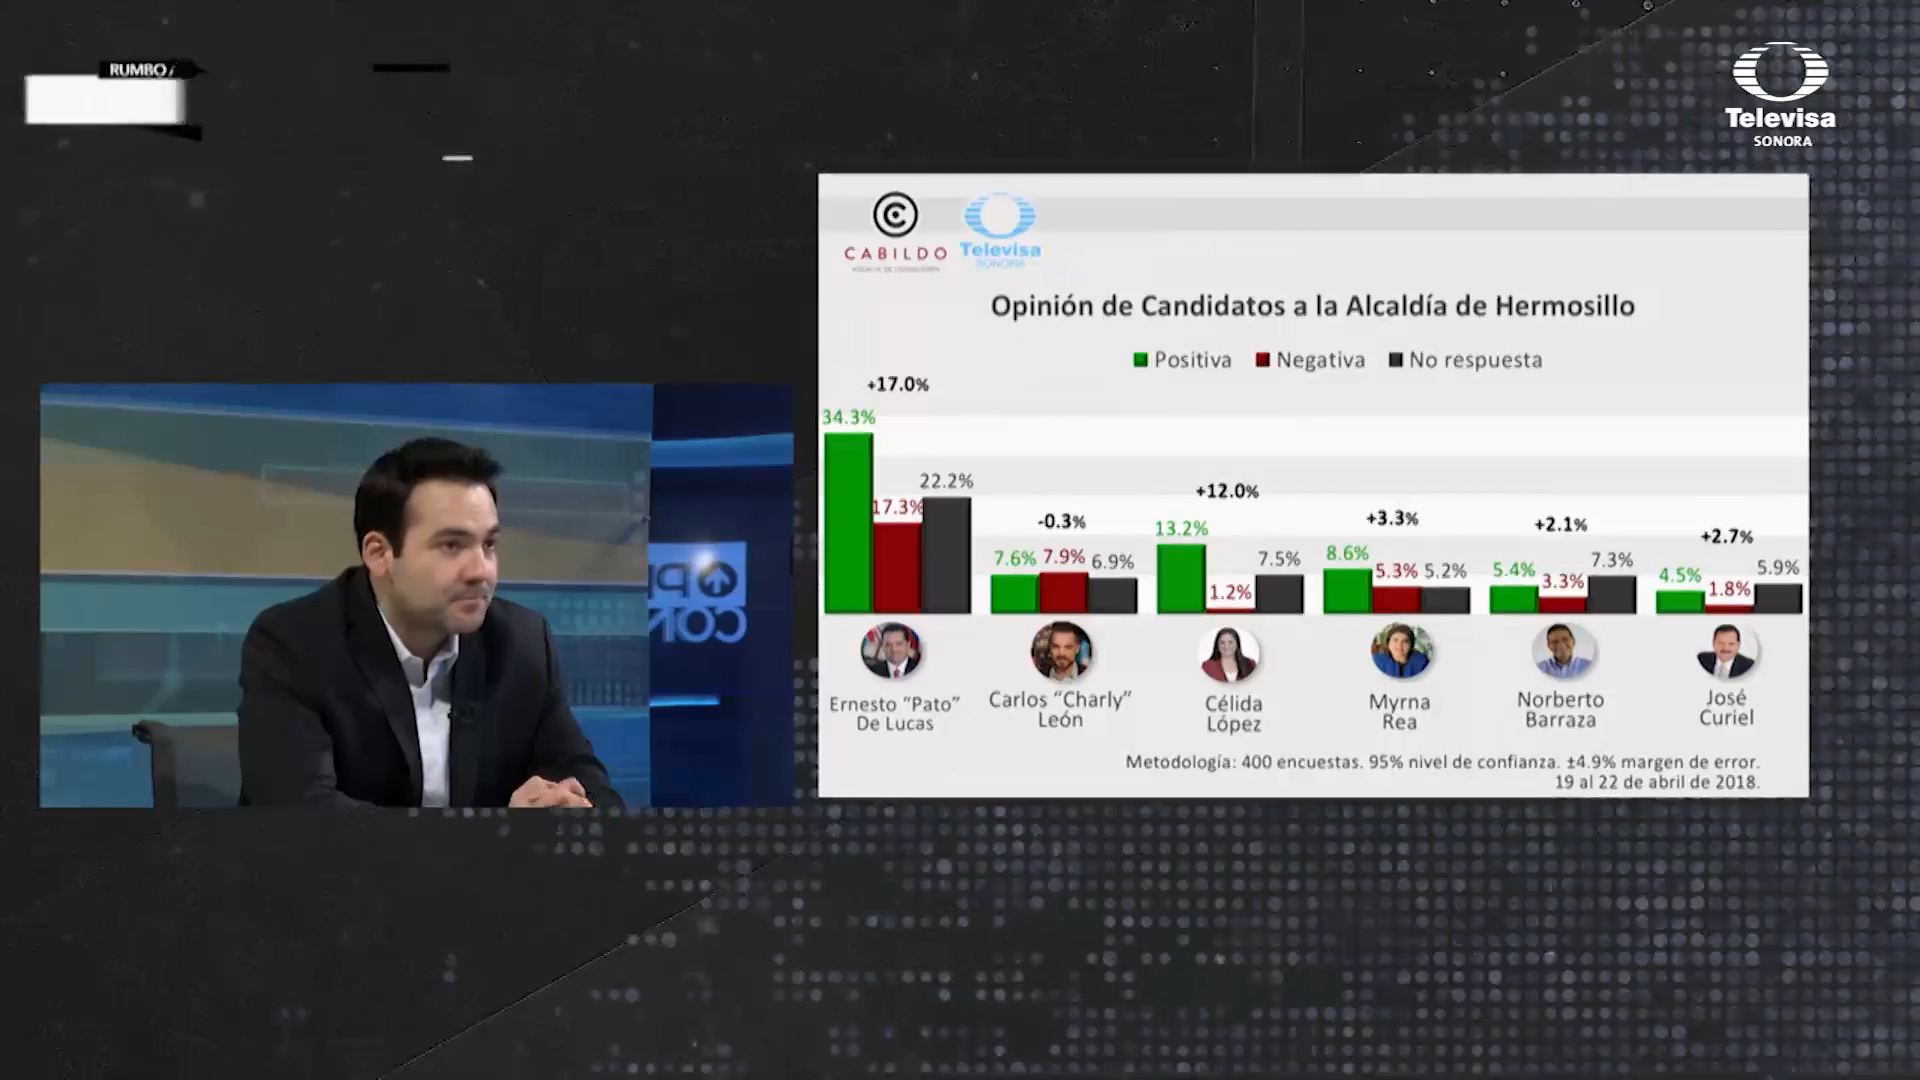 RUMBO/
Televisa
SONORA
CABILDO
Televisa
SONORA
Opinión de Candidatos a la Alcaldía de Hermosillo
Positiva Negativa No respuesta
+17.0%
34.3%
17.3%
22.2%
-0.3%
7.6% 7.9% 6.9%
+12.0%
13.2%
1.2%
7.5%
+3.3%
8.6%
5.3% 5.2%
+2.1%
5.4%
3.3%
7.3%
+2.7%
4.5%
1.8%
5.9%
Ernesto “Pato”
De Lucas
Carlos “Charly”
León
Célida
López
Myrna
Rea
Norberto
Barraza
José
Curiel
Metodología: 400 encuestas. 95% nivel de confianza. ±4.9% margen de error.
19 al 22 de abril de 2018.